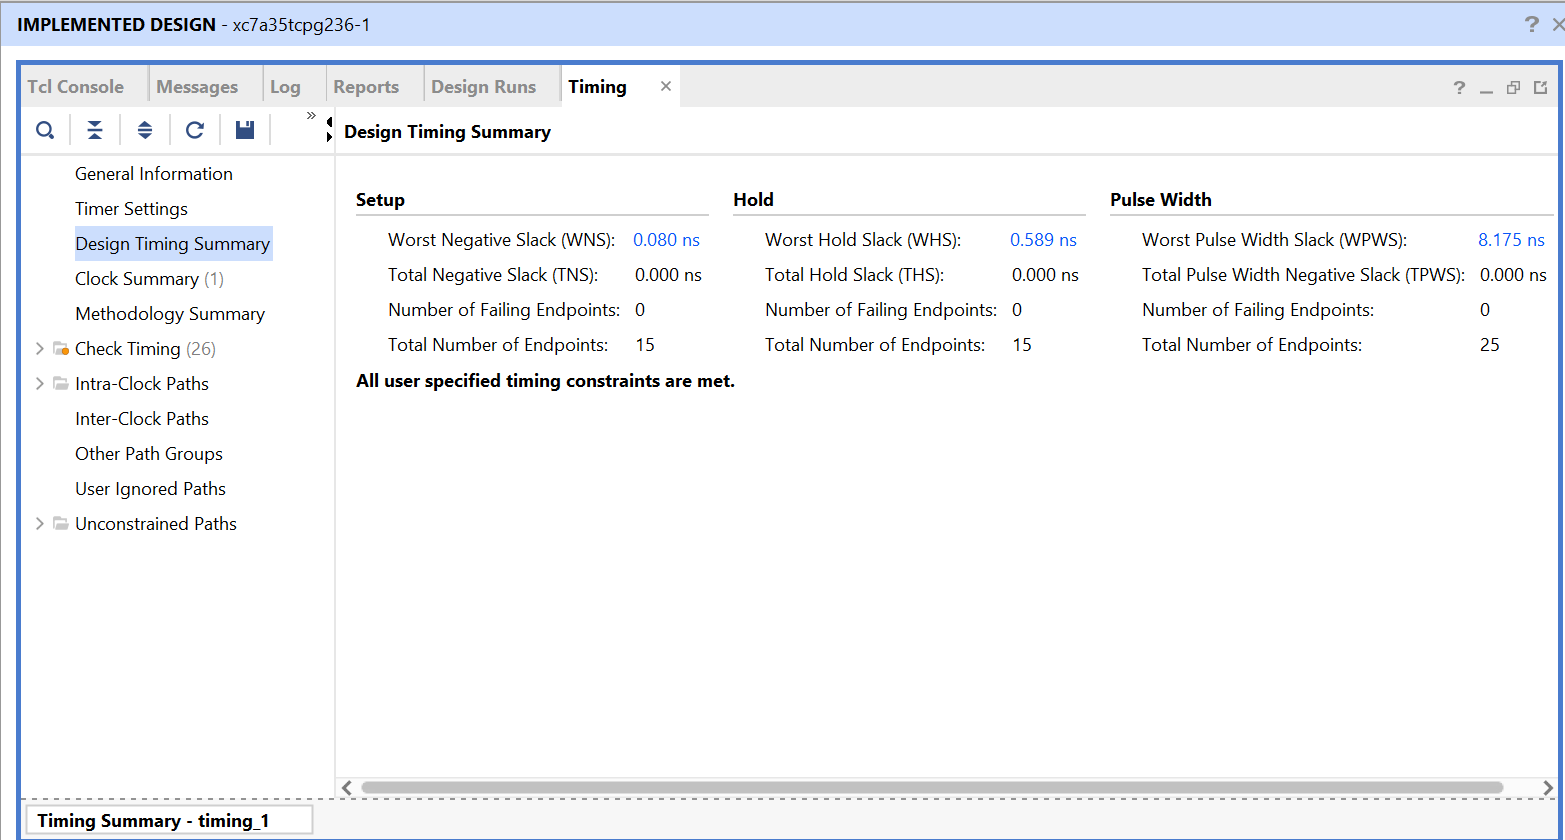 IMPLEMENTED DESIGN - xc7a35tcpg236-1
Tcl Console Messages Log Reports Design Runs Timing
Design Timing Summary
General Information
Timer Settings
Design Timing Summary
Clock Summary (1)
Methodology Summary
Check Timing (26)
Intra-Clock Paths
Inter-Clock Paths
Other Path Groups
User Ignored Paths
Unconstrained Paths
Setup Hold Pulse Width
Worst Negative Slack (WNS): 0.080 ns Worst Hold Slack (WHS): 0.589 ns Worst Pulse Width Slack (WPWS): 8.175 ns
Total Negative Slack (TNS): 0.000 ns Total Hold Slack (THS): 0.000 ns Total Pulse Width Negative Slack (TPWS): 0.000 ns
Number of Failing Endpoints: 0 Number of Failing Endpoints: 0 Number of Failing Endpoints: 0
Total Number of Endpoints: 15 Total Number of Endpoints: 15 Total Number of Endpoints: 25
All user specified timing constraints are met.
Timing Summary - timing_1